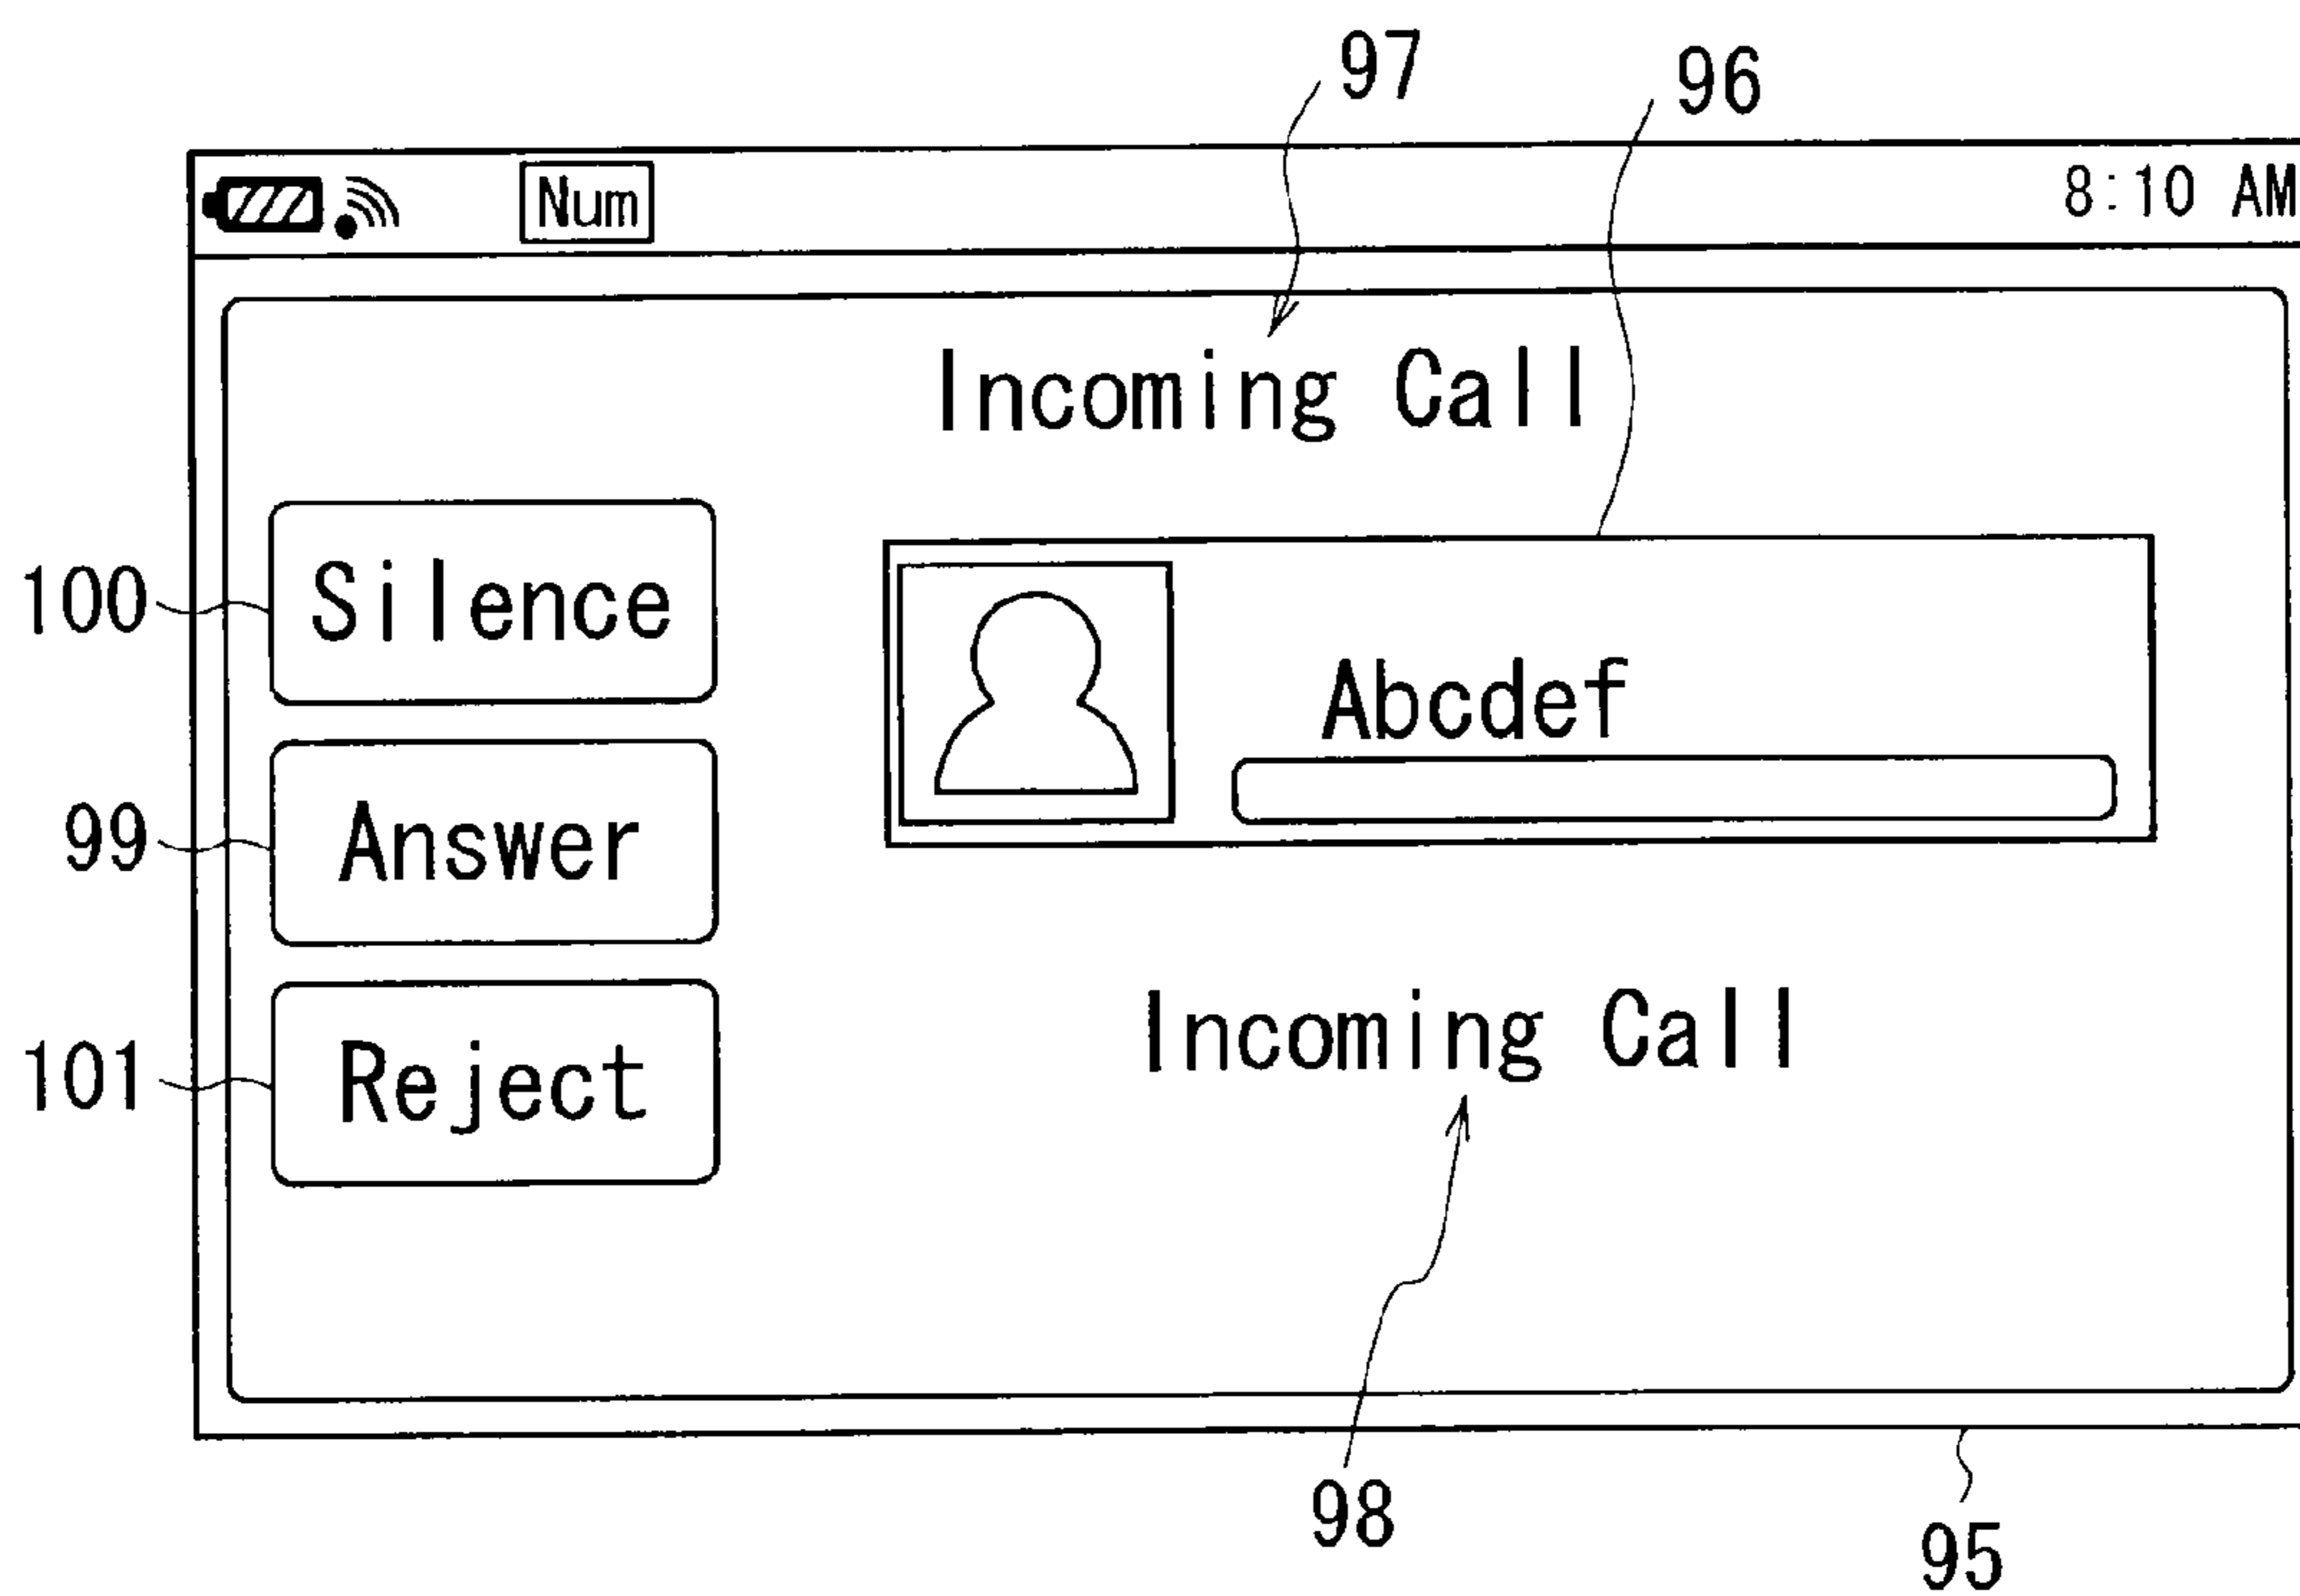 97
96
Num
8:10 AM
Incoming Call
100
Silence
Abcdef
99
Answer
101
Reject
Incoming Call
98
95